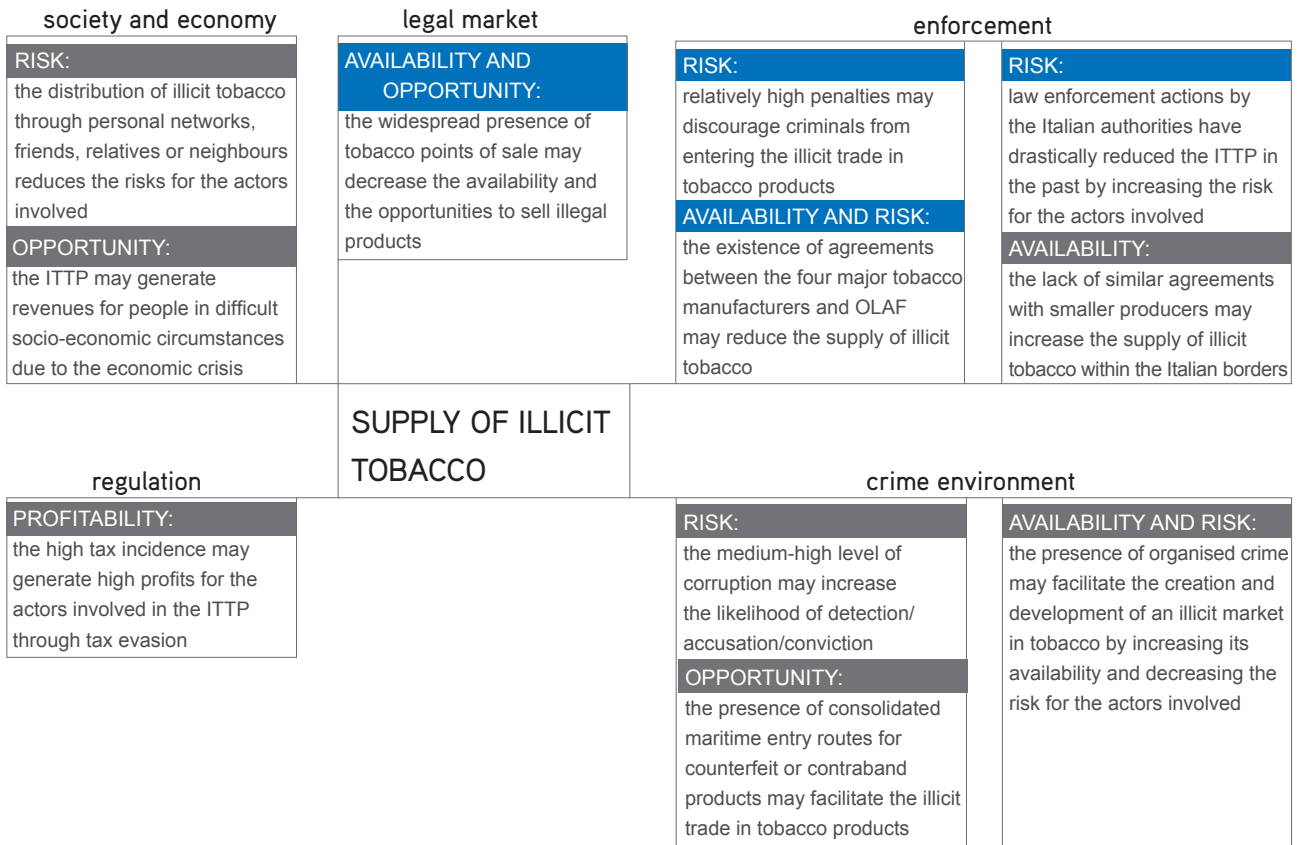 society and economy
RISK:
the distribution of illicit tobacco
through personal networks,
friends, relatives or neighbours
reduces the risks for the actors
involved
OPPORTUNITY:
the ITTP may generate
revenues for people in difficult
socio-economic circumstances
due to the economic crisis
legal market
AVAILABILITY AND
OPPORTUNITY:
the widespread presence of
tobacco points of sale may
decrease the availability and
the opportunities to sell illegal
products
enforcement
RISK:
relatively high penalties may
discourage criminals from
entering the illicit trade in
tobacco products
AVAILABILITY AND RISK:
the existence of agreements
between the four major tobacco
manufacturers and OLAF
may reduce the supply of illicit
tobacco
RISK:
law enforcement actions by
the Italian authorities have
drastically reduced the ITTP in
the past by increasing the risk
for the actors involved
AVAILABILITY:
the lack of similar agreements
with smaller producers may
increase the supply of illicit
tobacco within the Italian borders
SUPPLY OF ILLICIT
TOBACCO
regulation
PROFITABILITY:
the high tax incidence may
generate high profits for the
actors involved in the ITTP
through tax evasion
crime environment
RISK:
the medium-high level of
corruption may increase
the likelihood of detection/
accusation/conviction
OPPORTUNITY:
the presence of consolidated
maritime entry routes for
counterfeit or contraband
products may facilitate the illicit
trade in tobacco products
AVAILABILITY AND RISK:
the presence of organised crime
may facilitate the creation and
development of an illicit market
in tobacco by increasing its
availability and decreasing the
risk for the actors involved